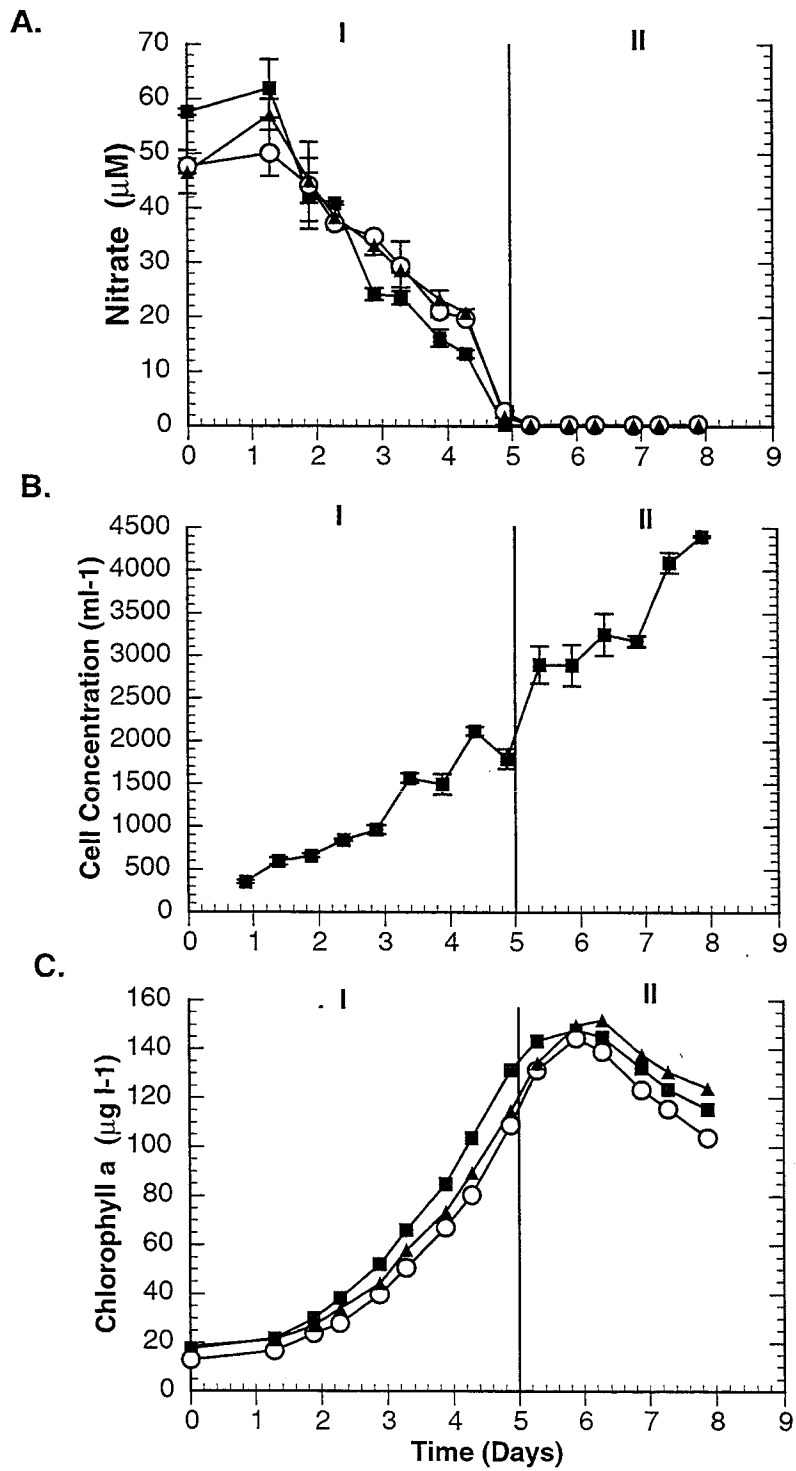 A.
I II
Nitrate (μM)
70
60
50
40
30
20
10
0
0 1 2 3 4 5 6 7 8 9
B.
I II
Cell Concentration (ml-1)
4500
4000
3500
3000
2500
2000
1500
1000
500
0
0 1 2 3 4 5 6 7 8 9
C.
I II
Chlorophyll a (μg l-1)
160
140
120
100
80
60
40
20
0
0 1 2 3 4 5 6 7 8 9
Time (Days)